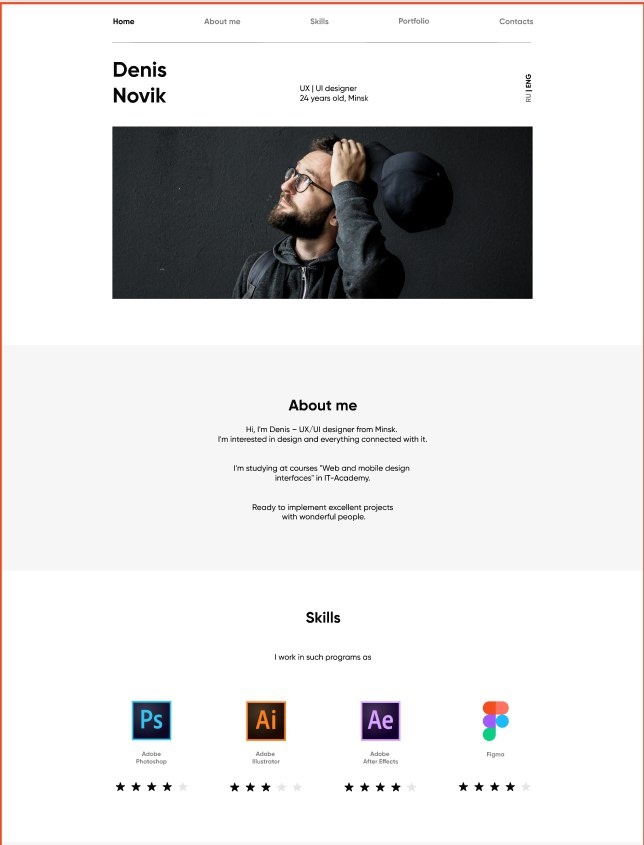 Home About me Skills Portfolio Contacts
Denis
Novik
UX | UI designer
24 years old, Minsk
RU | ENG
About me
Hi, I'm Denis – UX/UI designer from Minsk.
I'm interested in design and everything connected with it.
I'm studying at courses "Web and mobile design
interfaces" in IT-Academy.
Ready to implement excellent projects
with wonderful people.
Skills
I work in such programs as
Ps Ai Ae
Adobe
Photoshop
Adobe
Illustrator
Adobe
After Effects
Figma